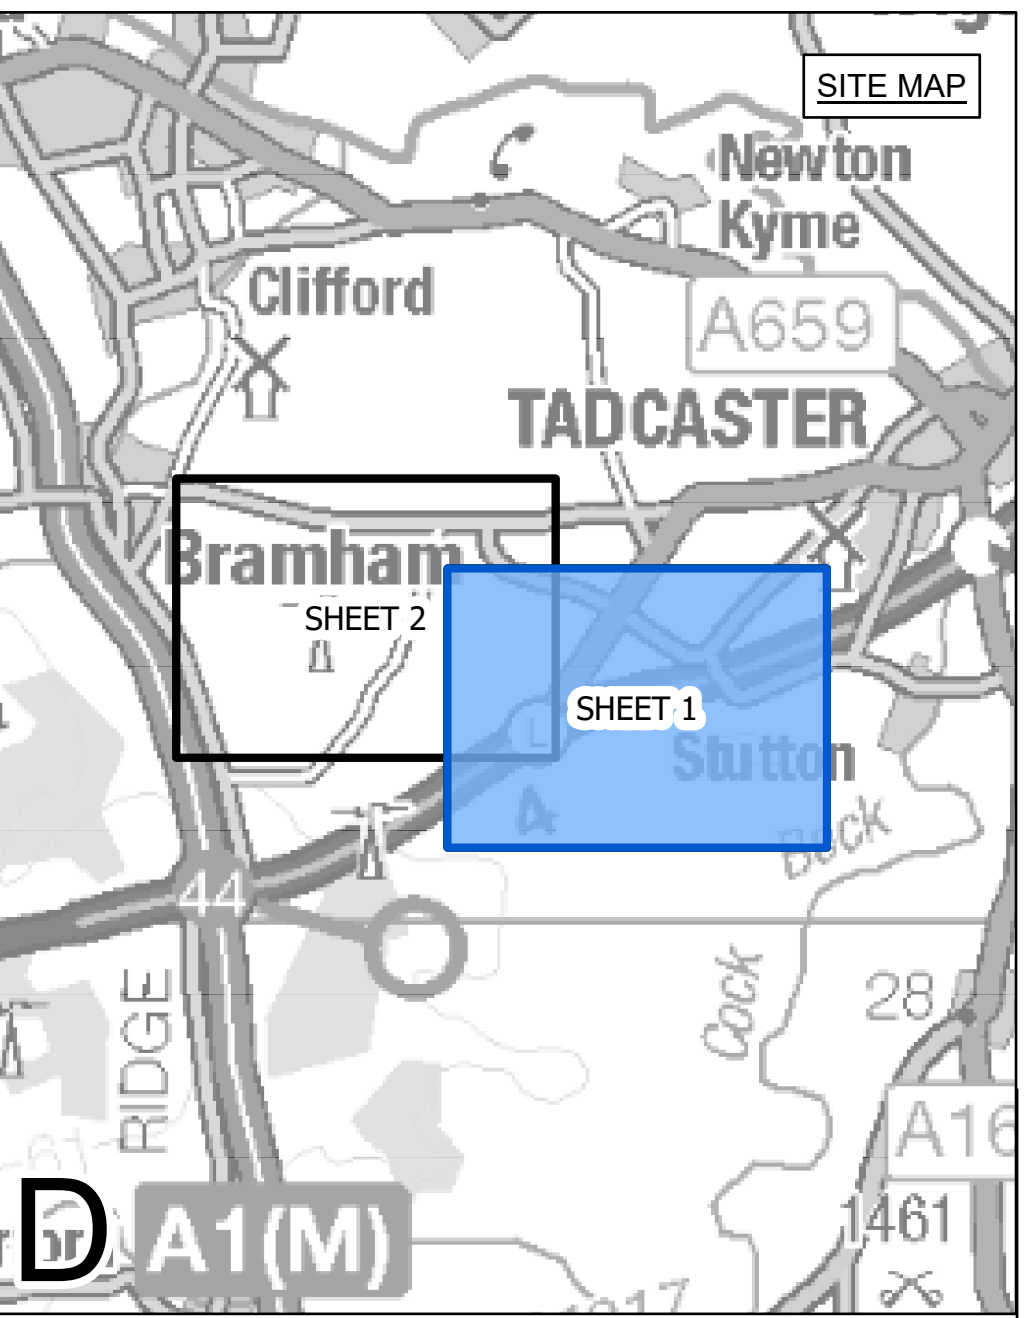 SITE MAP
Newton
Kyme
Clifford
A659
TADCASTER
Bramham
SHEET 2
SHEET 1
L
Stutton
Cock
Beck
44
RIDGE
28
A16
61
D
A1(M)
1461